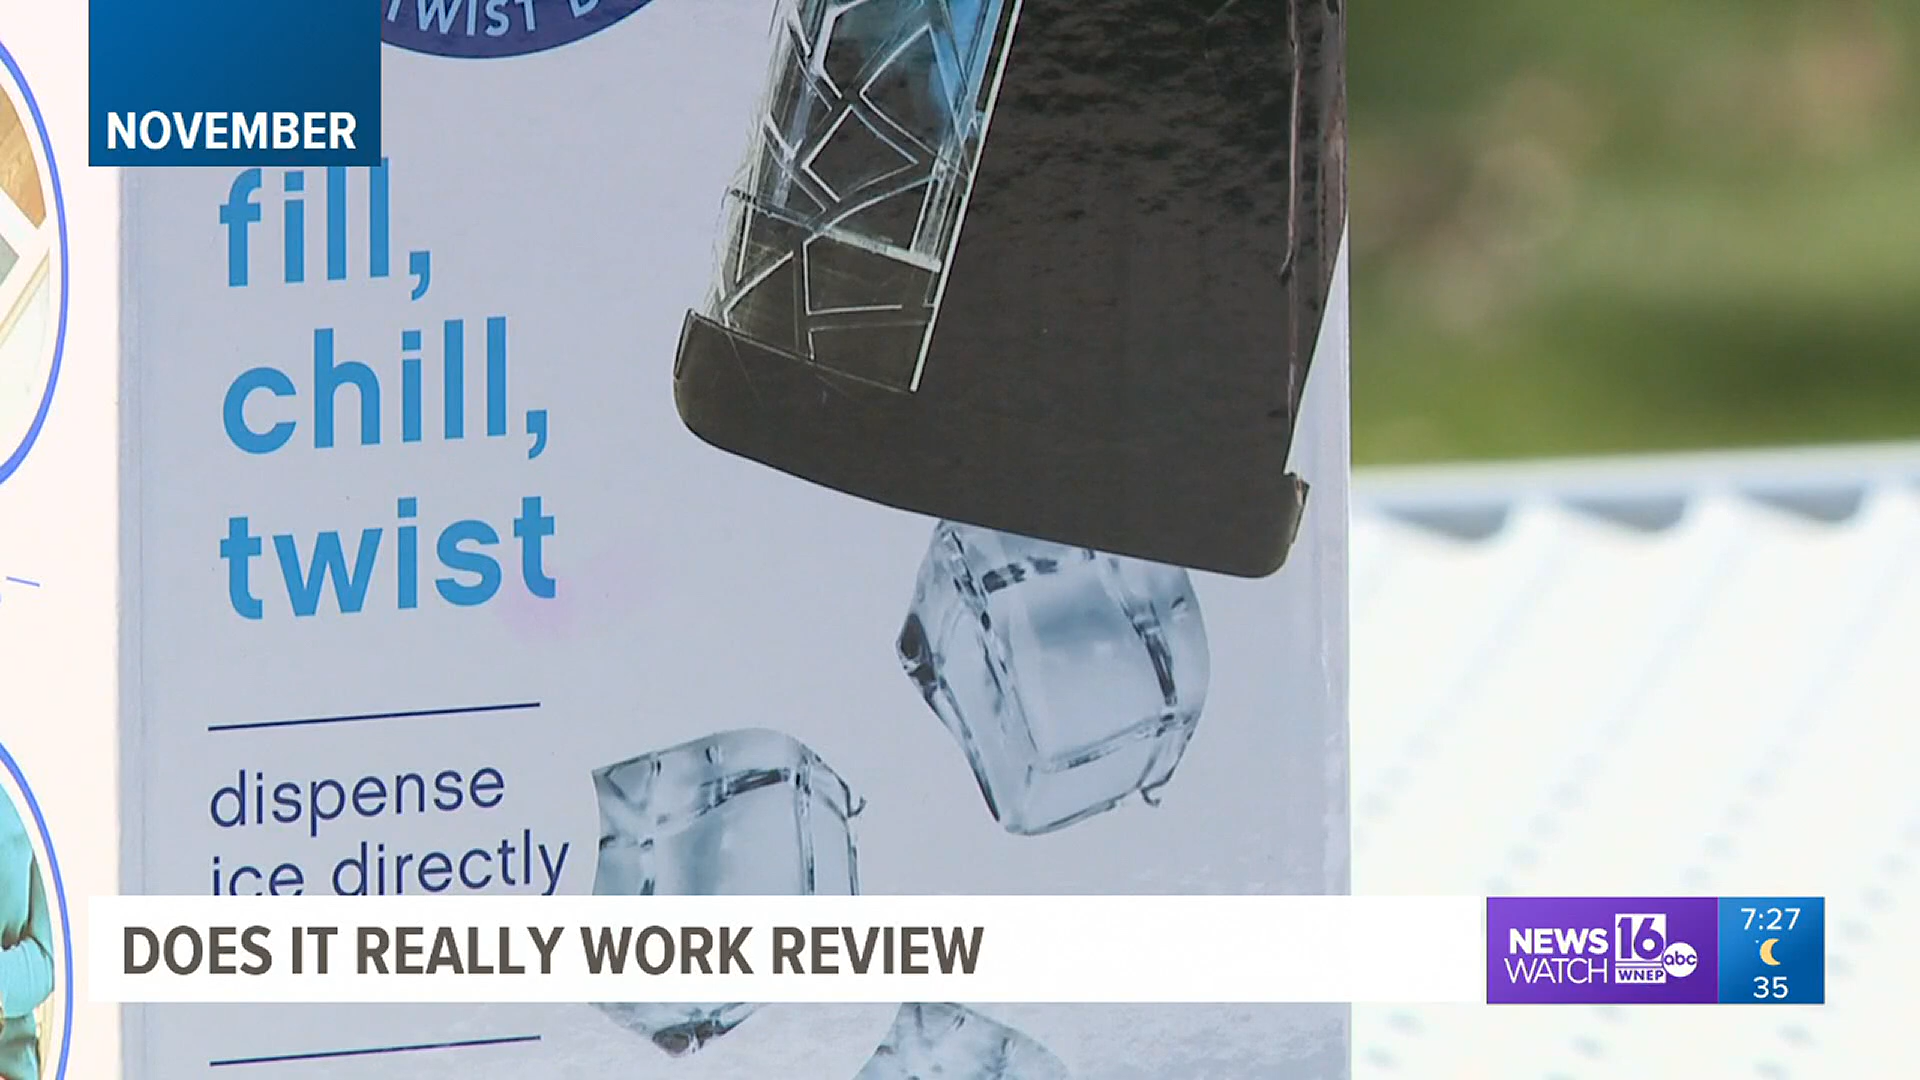 TWIST
NOVEMBER
fill,
chill,
twist
dispense
ice directly
DOES IT REALLY WORK REVIEW
NEWS
WATCH
16
WNEP
abc
7:27
35